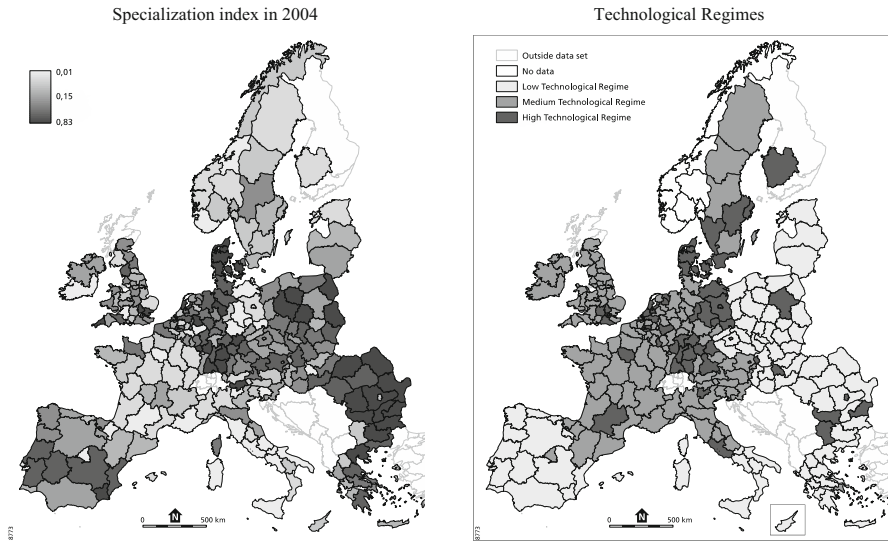 Specialization index in 2004
0,01
0,15
0,83
N
0 500 km
8773
Technological Regimes
Outside data set
No data
Low Technological Regime
Medium Technological Regime
High Technological Regime
N
0 500 km
8773